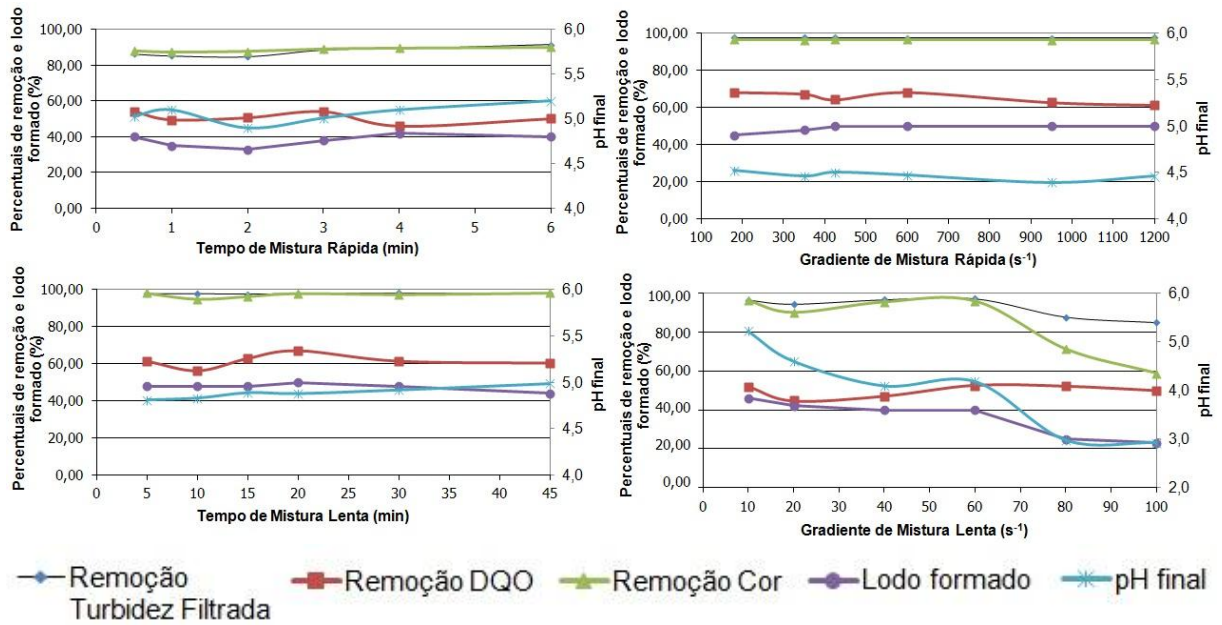 Percentuais de remoção e lodo
formado (%)
100,00
80,00
60,00
40,00
20,00
0,00
6,0
5,5
5,0
4,5
4,0
pH final
0 1 2 3 4 5 6
Tempo de Mistura Rápida (min)
Percentuais de remoção e lodo
formado (%)
100,00
80,00
60,00
40,00
20,00
0,00
6,0
5,5
5,0
4,5
4,0
pH final
100 200 300 400 500 600 700 800 900 1000 1100 1200
Gradiente de Mistura Rápida (s⁻¹)
Percentuais de remoção e lodo
formado (%)
100,00
80,00
60,00
40,00
20,00
0,00
6,0
5,5
5,0
4,5
4,0
pH final
0 5 10 15 20 25 30 35 40 45
Tempo de Mistura Lenta (min)
Percentuais de remoção e lodo
formado (%)
100,00
80,00
60,00
40,00
20,00
0,00
6,0
5,0
4,0
3,0
2,0
pH final
0 10 20 30 40 50 60 70 80 90 100
Gradiente de Mistura Lenta (s⁻¹)
Remoção
Turbidez Filtrada
Remoção DQO
Remoção Cor
Lodo formado
pH final